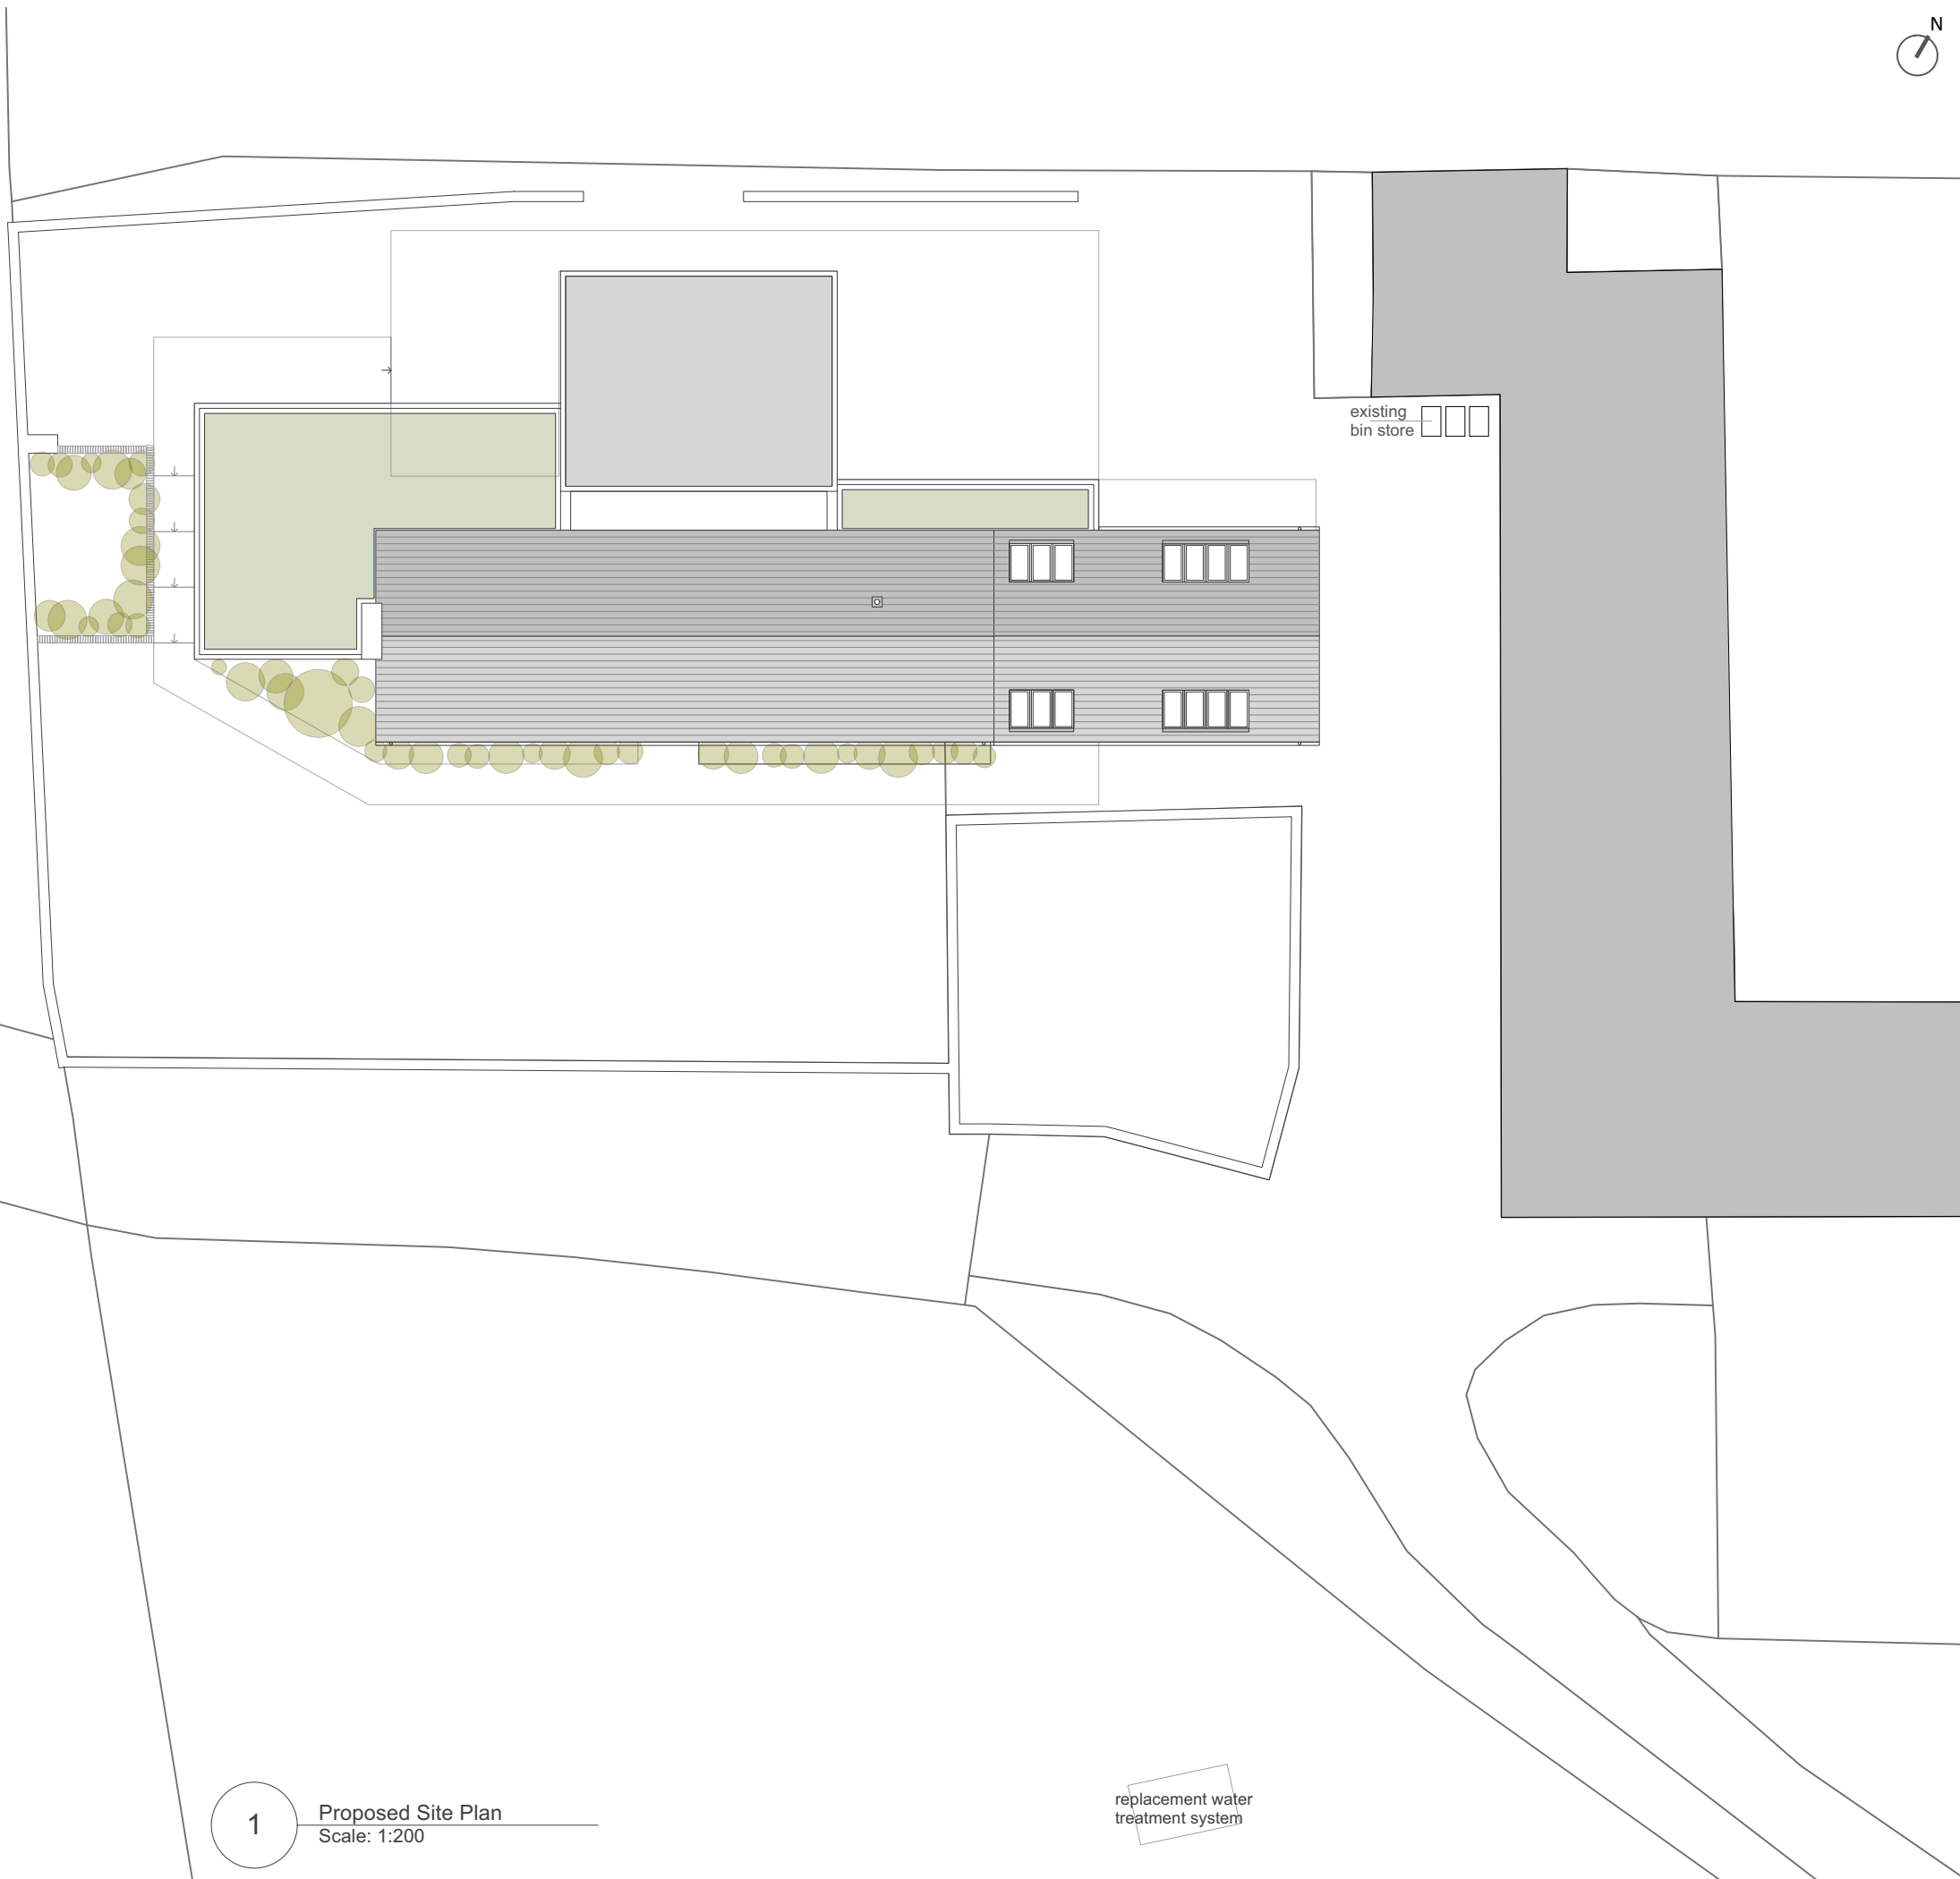 N
existing
bin store
replacement water
treatment system
1
Proposed Site Plan
Scale: 1:200